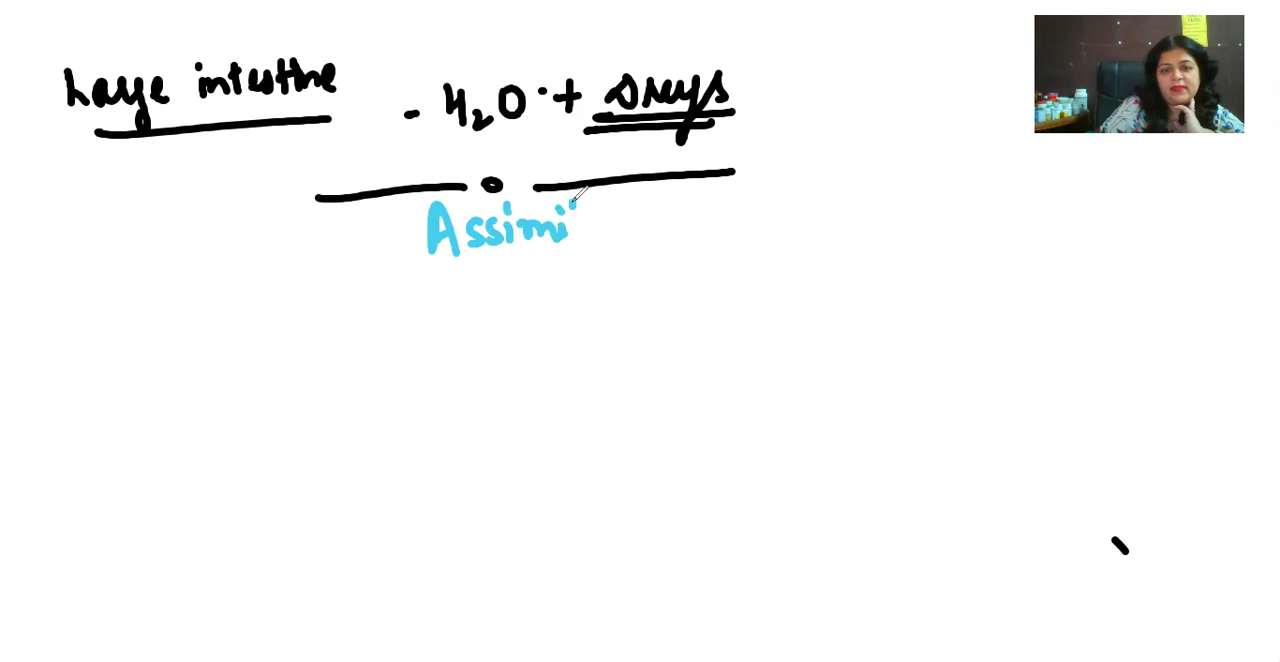 Large intestine - H2O + drugs
Assimi